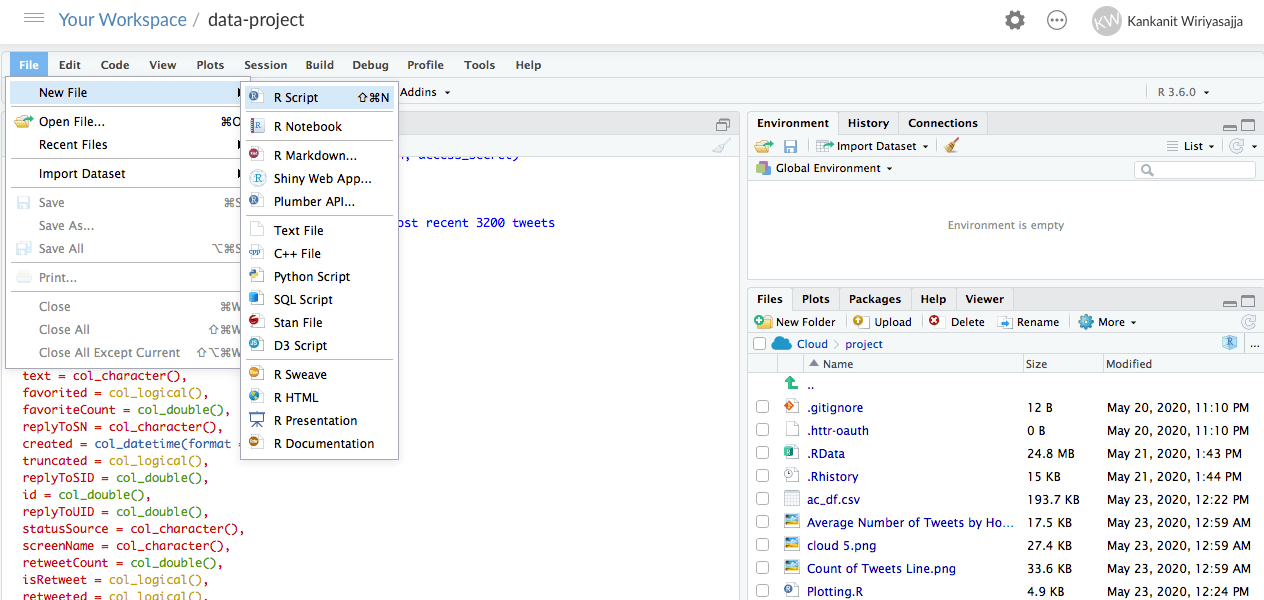 Your Workspace / data-project
KW Kankanit Wiriyasajja
File Edit Code View Plots Session Build Debug Profile Tools Help
New File
Open File... ⌘O
Recent Files
Import Dataset
Save ⌘S
Save As...
Save All ⌥⌘S
Print...
Close ⌘W
Close All ⇧⌘W
Close All Except Current ⇧⌥⌘W
R Script ⇧⌘N
R Notebook
R Markdown...
Shiny Web App...
Plumber API...
Text File
C++ File
Python Script
SQL Script
Stan File
D3 Script
R Sweave
R HTML
R Presentation
R Documentation
Addins
R 3.6.0
access_secret)
ost recent 3200 tweets
text = col_character(),
favorited = col_logical(),
favoriteCount = col_double(),
replyToSN = col_character(),
created = col_datetime(format =
truncated = col_logical(),
replyToSID = col_double(),
id = col_double(),
replyToUID = col_double(),
statusSource = col_character(),
screenName = col_character(),
retweetCount = col_double(),
isRetweet = col_logical(),
retweeted = col_logical(),
Environment History Connections
Import Dataset List
Global Environment
Environment is empty
Files Plots Packages Help Viewer
New Folder Upload Delete Rename More
Cloud project ...
Name Size Modified
..
.gitignore 12 B May 20, 2020, 11:10 PM
.httr-oauth 0 B May 20, 2020, 11:10 PM
.RData 24.8 MB May 21, 2020, 1:43 PM
.Rhistory 15 KB May 21, 2020, 1:44 PM
ac_df.csv 193.7 KB May 23, 2020, 12:22 PM
Average Number of Tweets by Ho... 17.5 KB May 23, 2020, 12:59 AM
cloud 5.png 27.4 KB May 23, 2020, 12:59 AM
Count of Tweets Line.png 33.6 KB May 23, 2020, 12:59 AM
Plotting.R 4.9 KB May 23, 2020, 12:24 PM